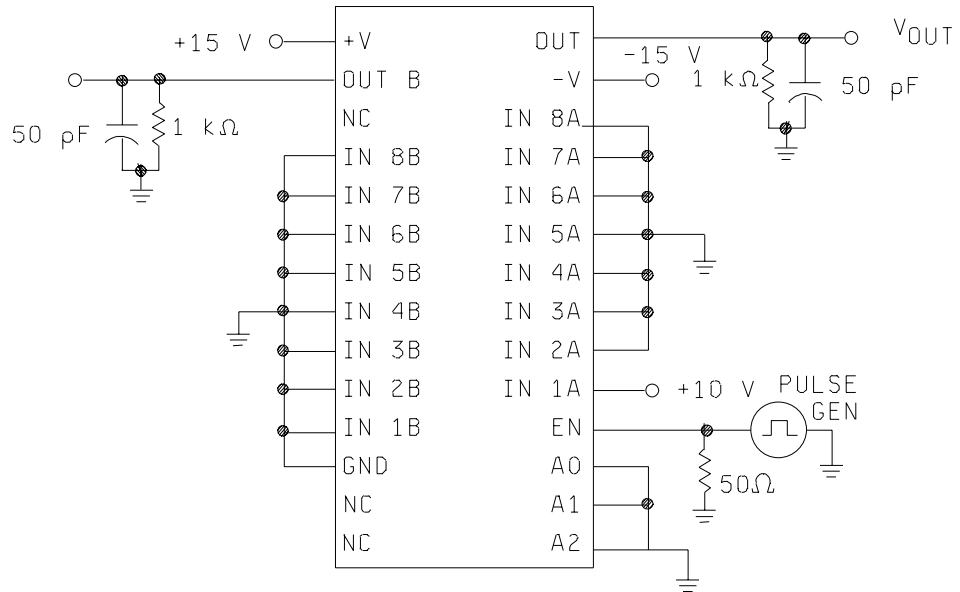 +15 V
+V
OUT
-15 V
V OUT
OUT B
-V
1 kΩ
50 pF
50 pF
1 kΩ
NC
IN 8A
IN 8B
IN 7A
IN 7B
IN 6A
IN 6B
IN 5A
IN 5B
IN 4A
IN 4B
IN 3A
IN 3B
IN 2A
IN 2B
IN 1A
+10 V
PULSE
GEN
IN 1B
EN
GND
A0
50Ω
NC
A1
NC
A2